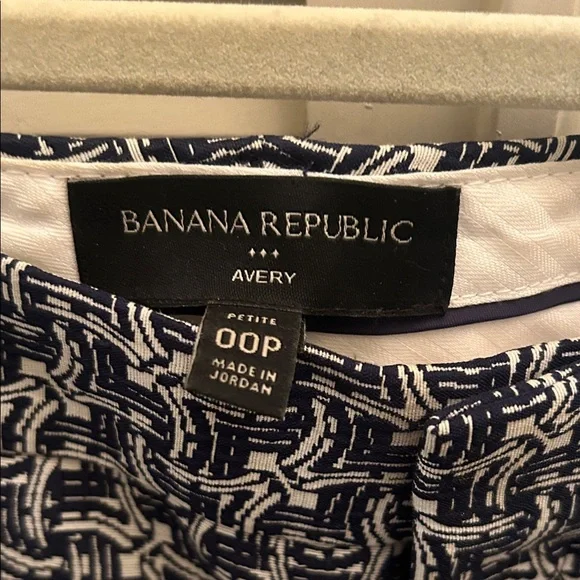 BANANA REPUBLIC
AVERY
PETITE
00P
MADE IN
JORDAN